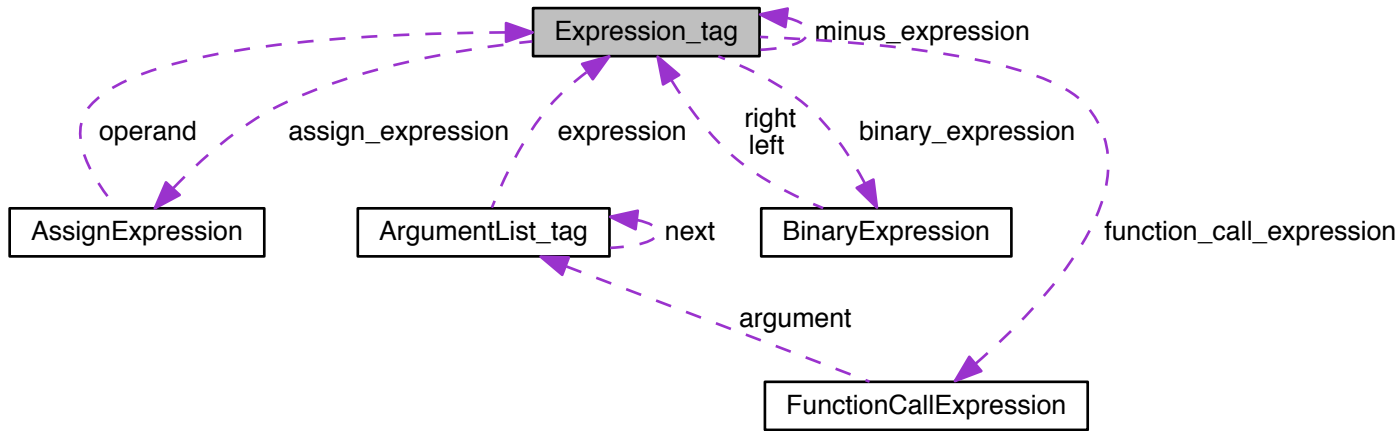 Expression_tag
minus_expression
operand
assign_expression
expression
right
left
binary_expression
AssignExpression
ArgumentList_tag
next
BinaryExpression
function_call_expression
argument
FunctionCallExpression